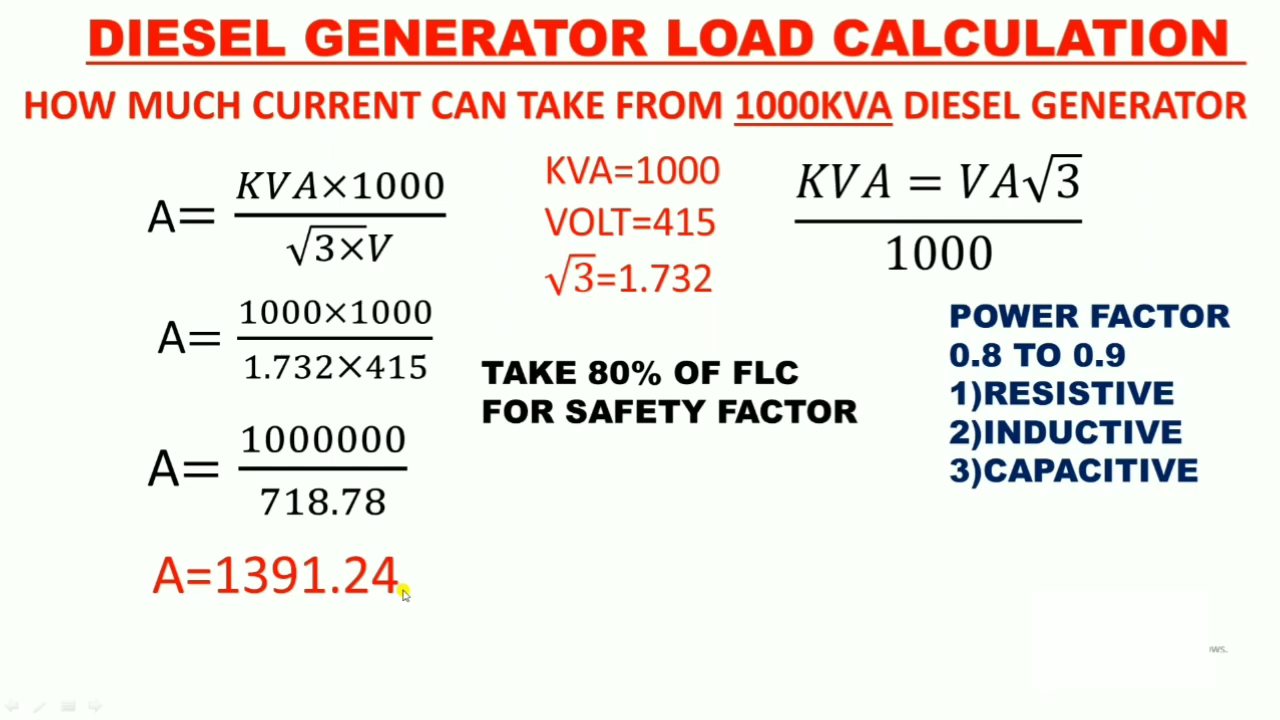 DIESEL GENERATOR LOAD CALCULATION
HOW MUCH CURRENT CAN TAKE FROM 1000KVA DIESEL GENERATOR
A= KVA×1000 / √3×V
KVA=1000
VOLT=415
√3=1.732
KVA = VA√3 / 1000
A= 1000×1000 / 1.732×415
TAKE 80% OF FLC
FOR SAFETY FACTOR
POWER FACTOR
0.8 TO 0.9
1)RESISTIVE
2)INDUCTIVE
3)CAPACITIVE
A= 1000000 / 718.78
A=1391.24